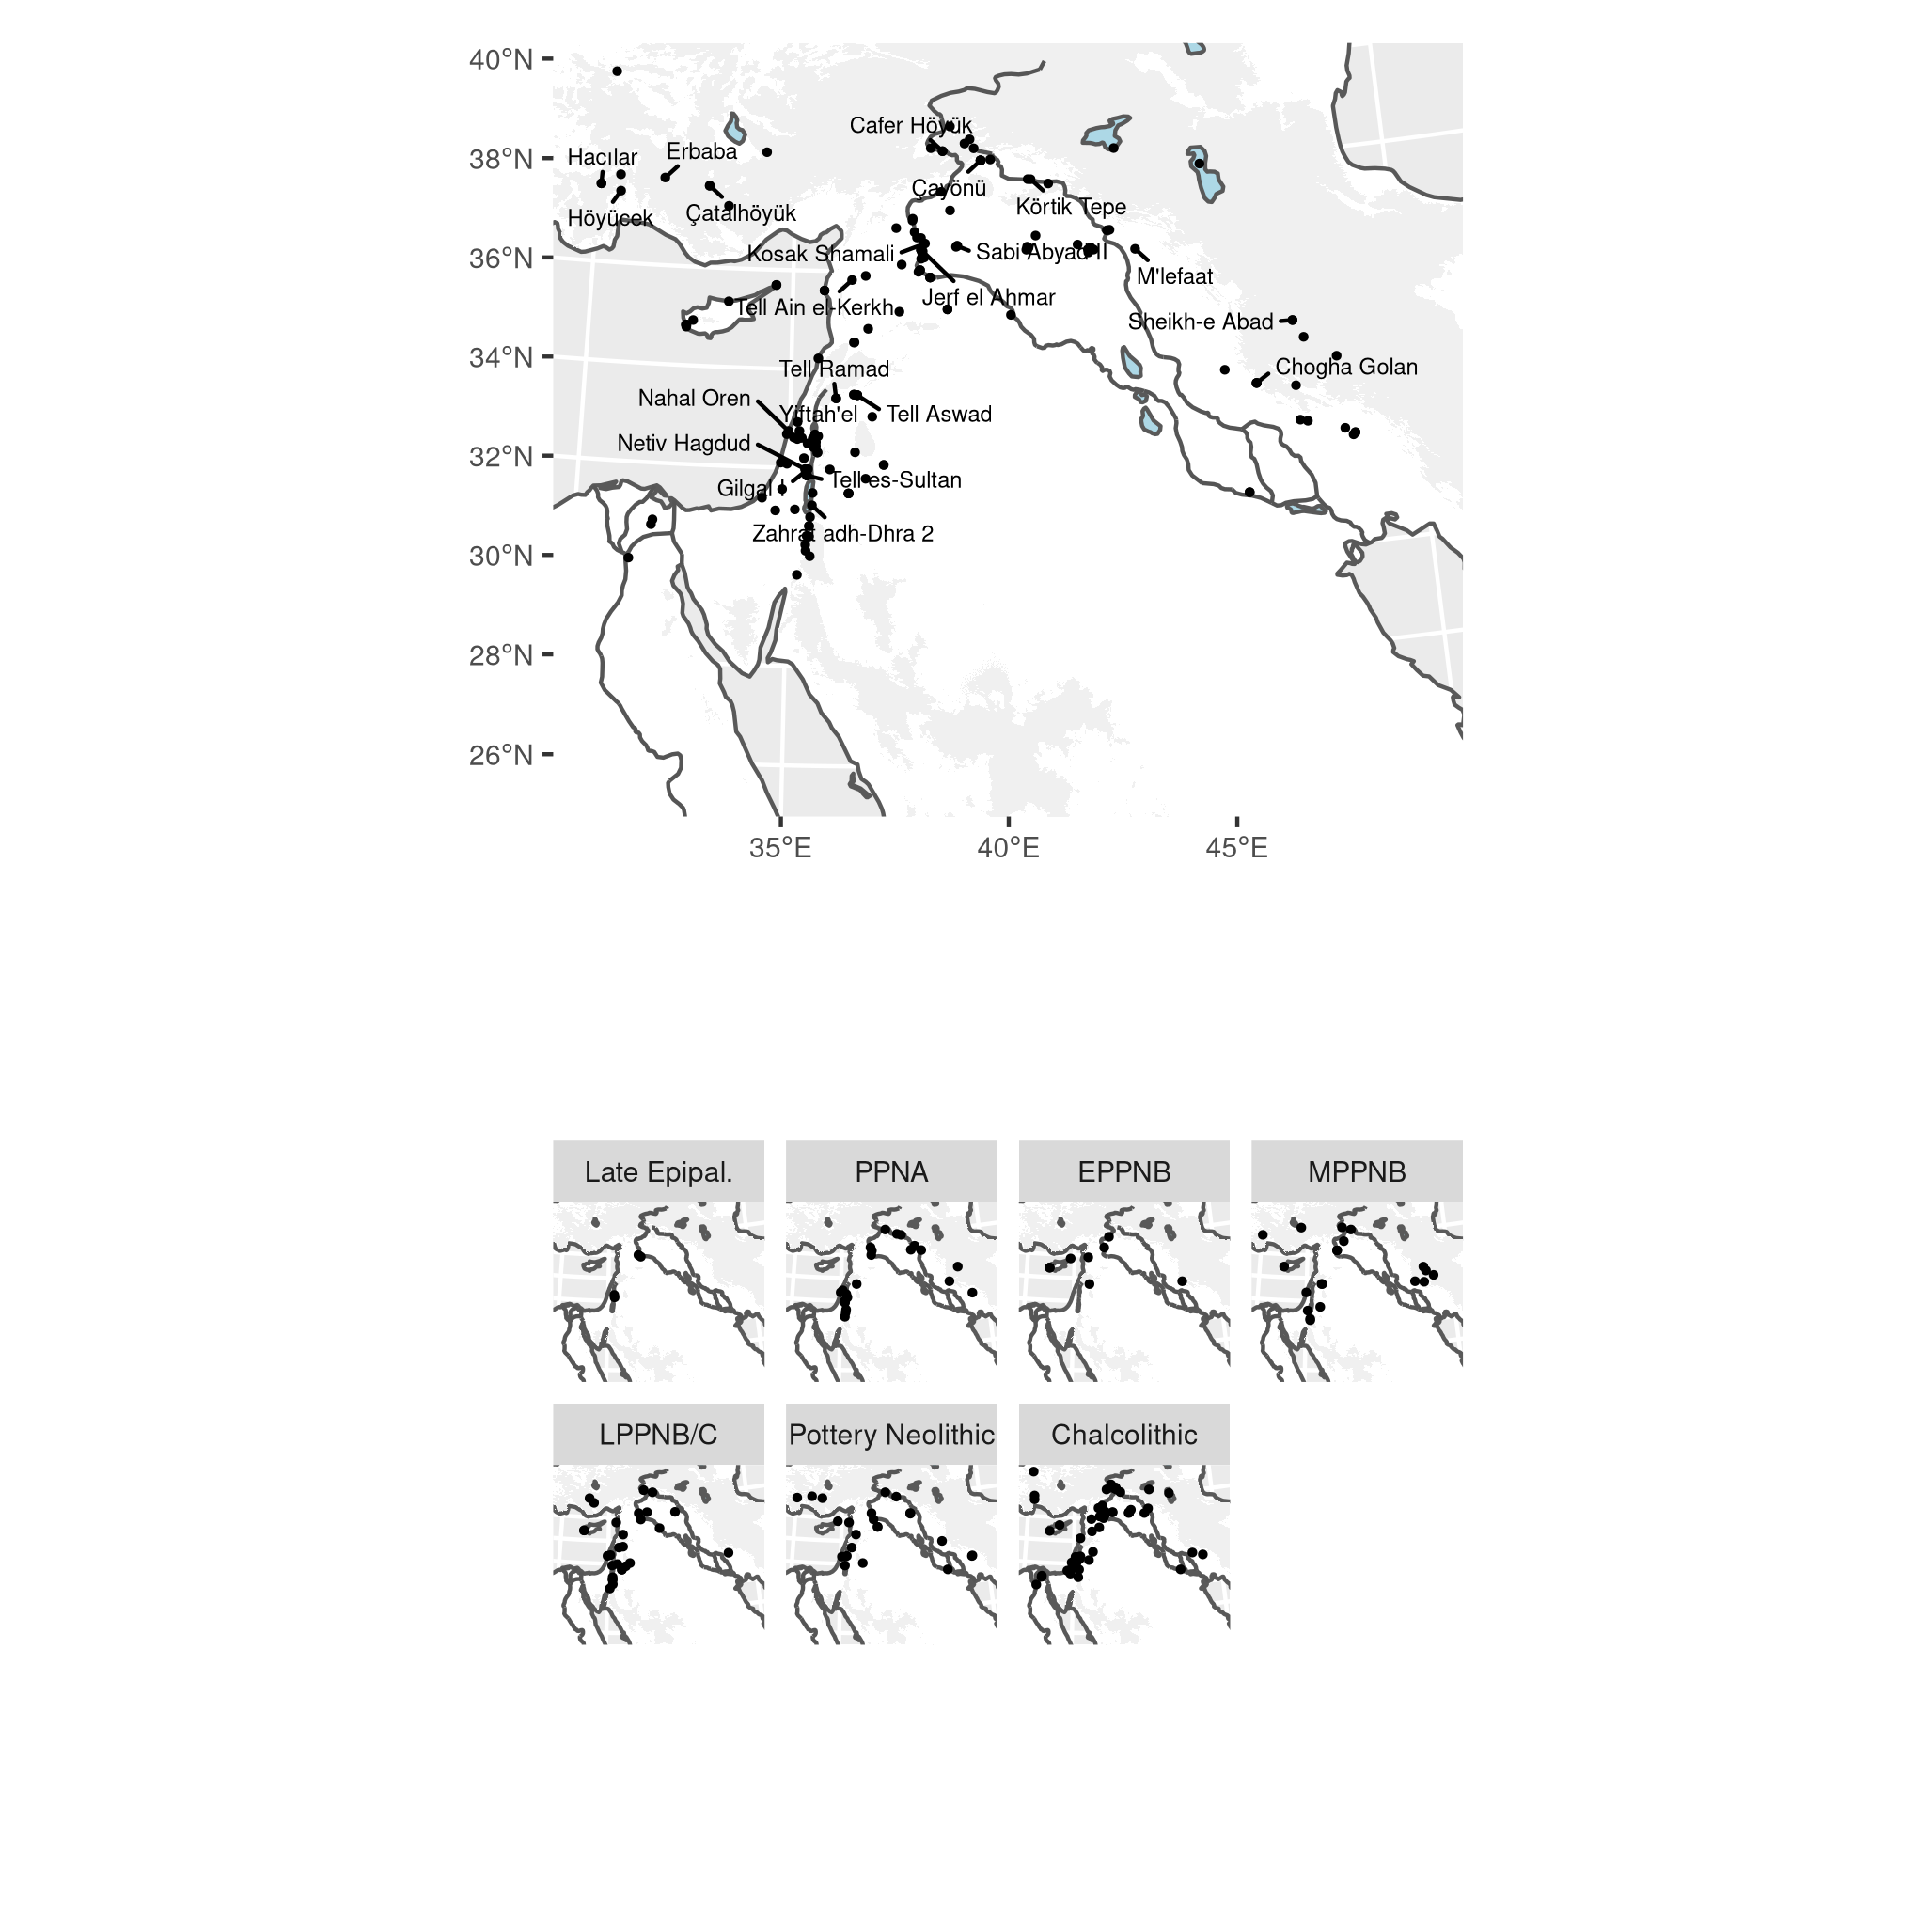 40°N
38°N
36°N
34°N
32°N
30°N
28°N
26°N
Cafer Höyük
Hacılar
Erbaba
Çayönü
Höyücek
Çatalhöyük
Körtik Tepe
Kosak Shamali
Sabi Abyad II
M'lefaat
Tell Ain el-Kerkh
Jerf el Ahmar
Sheikh-e Abad
Tell Ramad
Chogha Golan
Nahal Oren
Yiftah'el
Tell Aswad
Netiv Hagdud
Gilgal I
Tell es-Sultan
Zahrat adh-Dhra 2
35°E
40°E
45°E
Late Epipal.
PPNA
EPPNB
MPPNB
LPPNB/C
Pottery Neolithic
Chalcolithic